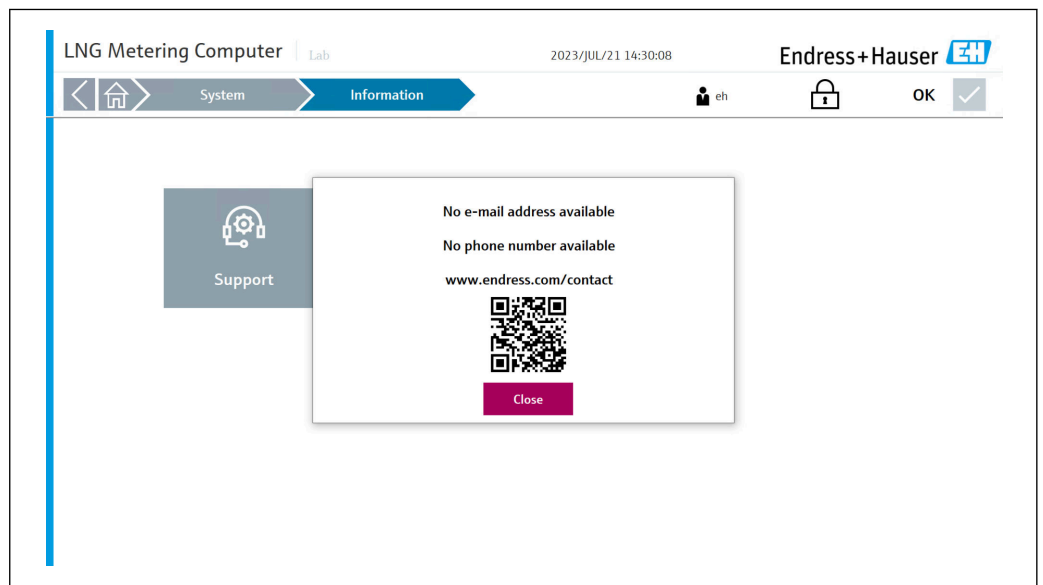 LNG Metering Computer Lab 2023/JUL/21 14:30:08 Endress+Hauser EH
System Information eh OK
No e-mail address available
No phone number available
Support www.endress.com/contact
Close